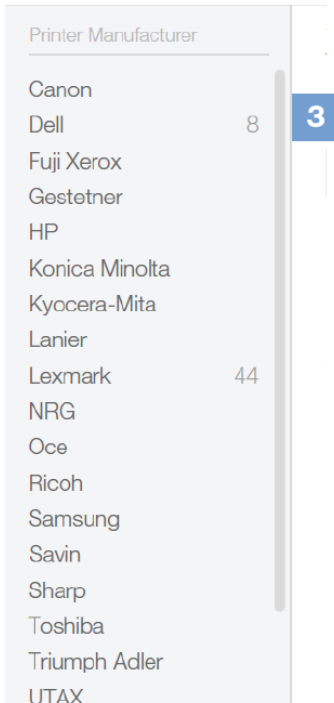 Printer Manufacturer
Canon
Dell 8
3
Fuji Xerox
Gestetner
HP
Konica Minolta
Kyocera-Mita
Lanier
Lexmark 44
NRG
Oce
Ricoh
Samsung
Savin
Sharp
Toshiba
Triumph Adler
UTAX